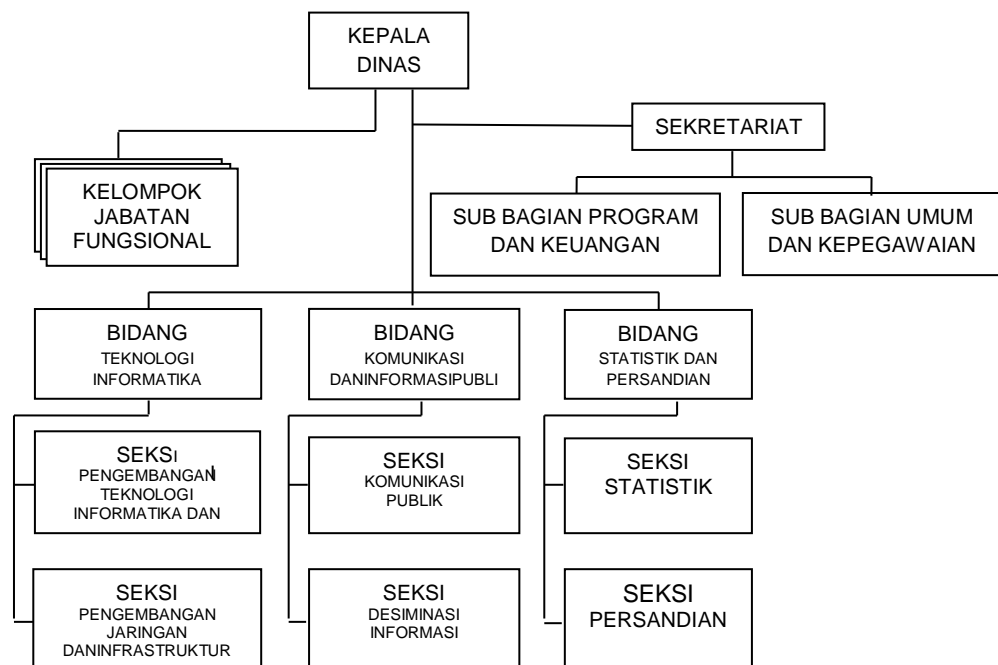 KEPALA
DINAS
SEKRETARIAT
KELOMPOK
JABATAN
FUNGSIONAL
SUB BAGIAN PROGRAM
DAN KEUANGAN
SUB BAGIAN UMUM
DAN KEPEGAWAIAN
BIDANG
TEKNOLOGI
INFORMATIKA
BIDANG
KOMUNIKASI
DANINFORMASIPUBLI
BIDANG
STATISTIK DAN
PERSANDIAN
SEKSI
PENGEMBANGAN
TEKNOLOGI
INFORMATIKA DAN
SEKSI
KOMUNIKASI
PUBLIK
SEKSI
STATISTIK
SEKSI
PENGEMBANGAN
JARINGAN
DANINFRASTRUKTUR
SEKSI
DESIMINASI
INFORMASI
SEKSI
PERSANDIAN